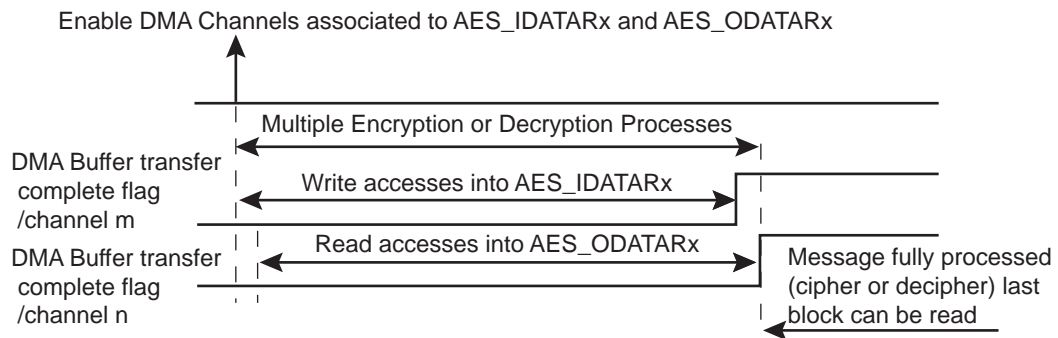 Enable DMA Channels associated to AES_IDATARx and AES_ODATARx
Multiple Encryption or Decryption Processes
DMA Buffer transfer
complete flag
/channel m
Write accesses into AES_IDATARx
Read accesses into AES_ODATARx
DMA Buffer transfer
complete flag
/channel n
Message fully processed
(cipher or decipher) last
block can be read